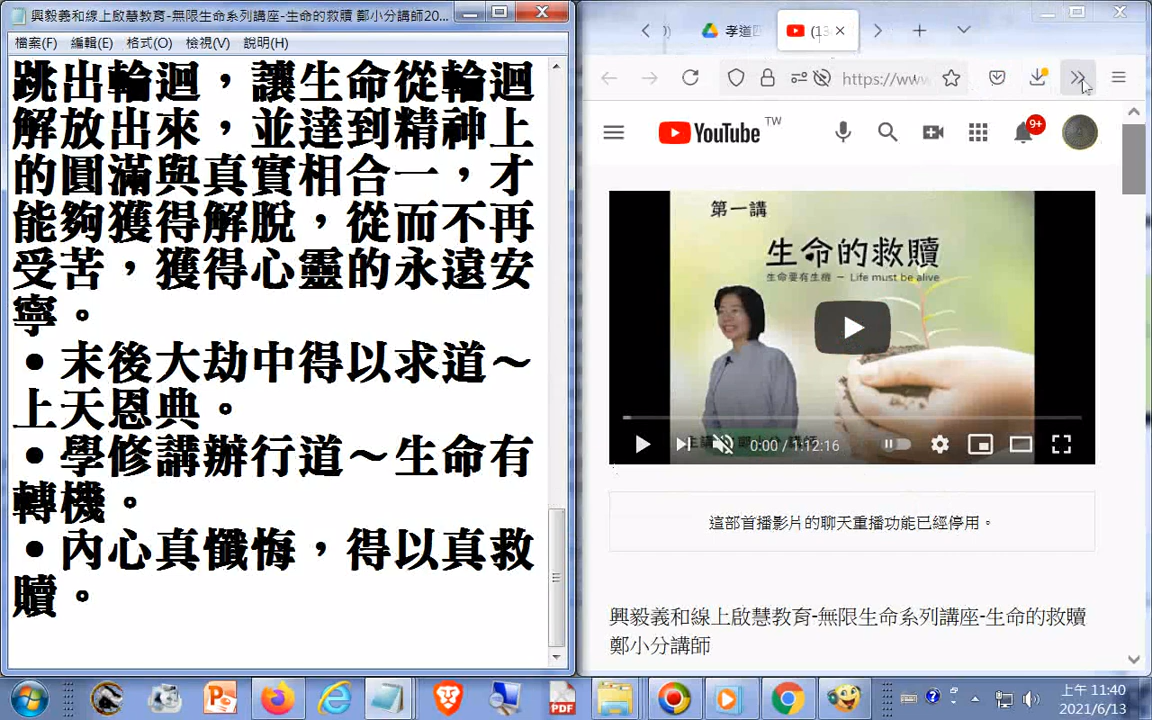 興毅義和線上啟慧教育-無限生命系列講座-生命的救贖 鄭小分講師20...
檔案(F) 編輯(E) 格式(O) 檢視(V) 說明(H)
跳出輪迴，讓生命從輪迴
解放出來，並達到精神上
的圓滿與真實相合一，才
能夠獲得解脫，從而不再
受苦，獲得心靈的永遠安
寧。
•末後大劫中得以求道～
上天恩典。
•學修講辦行道～生命有
轉機。
•內心真懺悔，得以真救
贖。
孝道
(13
https://www
YouTube TW
9+
第一講
生命的救贖
生命要有生機 – Life must be alive
0:00 / 1:12:16
這部首播影片的聊天重播功能已經停用。
興毅義和線上啟慧教育-無限生命系列講座-生命的救贖
鄭小分講師
PDF
上午 11:40
2021/6/13